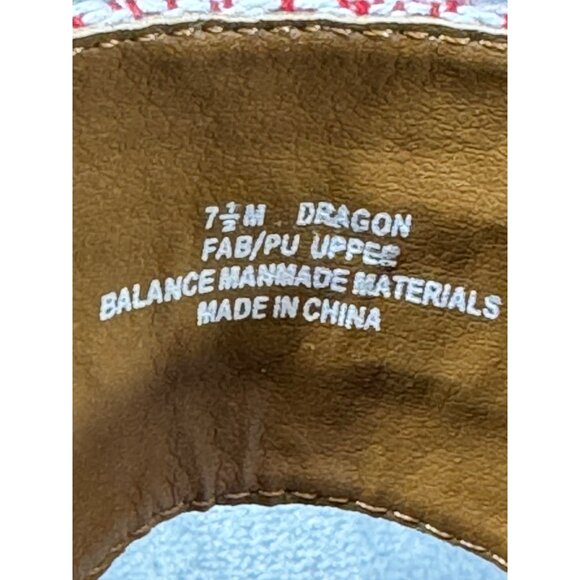 7½M DRAGON
FAB/PU UPPER
BALANCE MANMADE MATERIALS
MADE IN CHINA